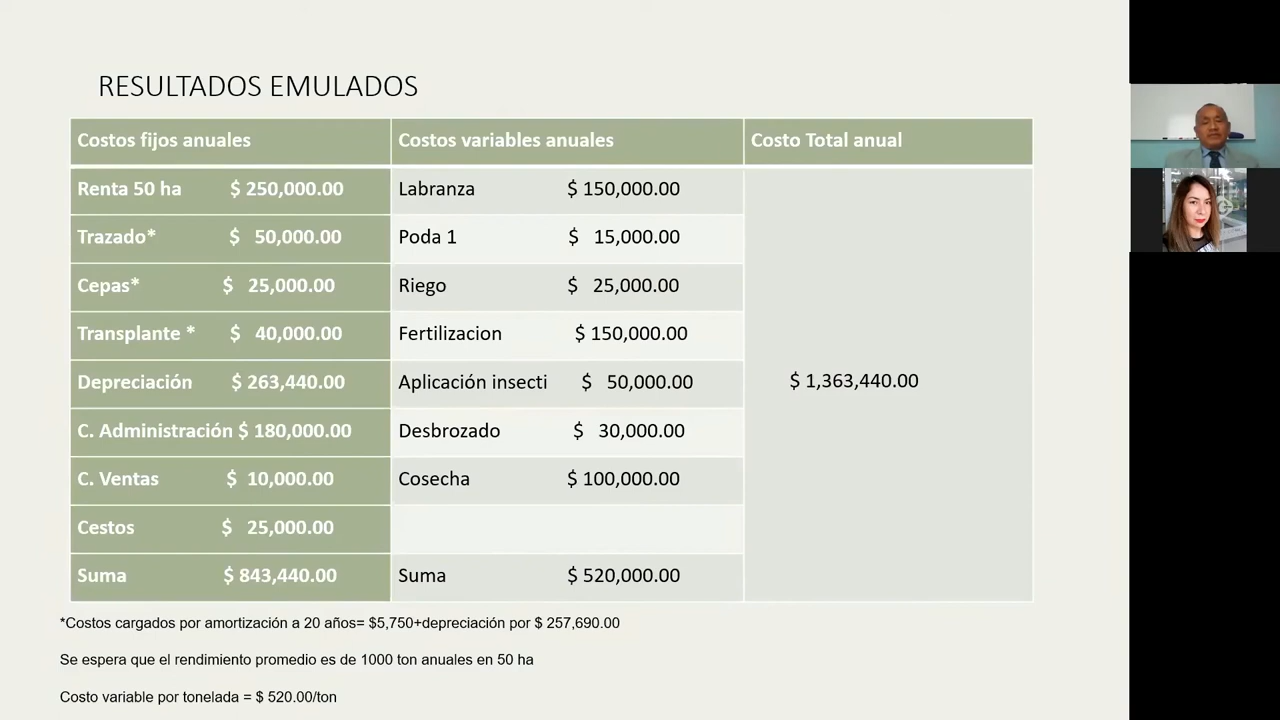 RESULTADOS EMULADOS
Costos fijos anuales Costos variables anuales Costo Total anual
Renta 50 ha $ 250,000.00 Labranza $ 150,000.00
Trazado* $ 50,000.00 Poda 1 $ 15,000.00
Cepas* $ 25,000.00 Riego $ 25,000.00
Transplante * $ 40,000.00 Fertilizacion $ 150,000.00
Depreciación $ 263,440.00 Aplicación insecti $ 50,000.00 $ 1,363,440.00
C. Administración $ 180,000.00 Desbrozado $ 30,000.00
C. Ventas $ 10,000.00 Cosecha $ 100,000.00
Cestos $ 25,000.00
Suma $ 843,440.00 Suma $ 520,000.00
*Costos cargados por amortización a 20 años= $5,750+depreciación por $ 257,690.00
Se espera que el rendimiento promedio es de 1000 ton anuales en 50 ha
Costo variable por tonelada = $ 520.00/ton